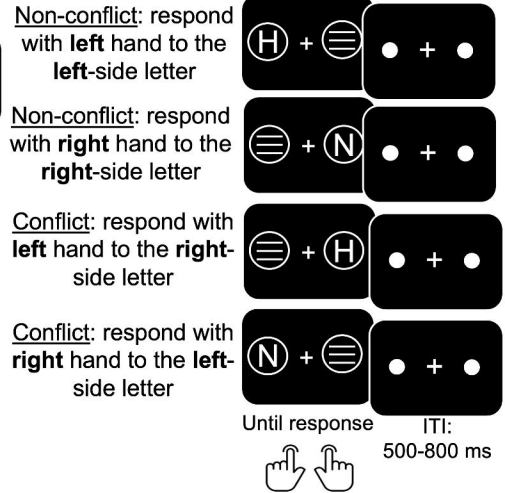 Non-conflict: respond
with left hand to the
left-side letter
H + 
+
Non-conflict: respond
with right hand to the
right-side letter
+ N
+
Conflict: respond with
left hand to the right-
side letter
+ H
+
Conflict: respond with
right hand to the left-
side letter
N +
+
Until response
ITI:
500-800 ms